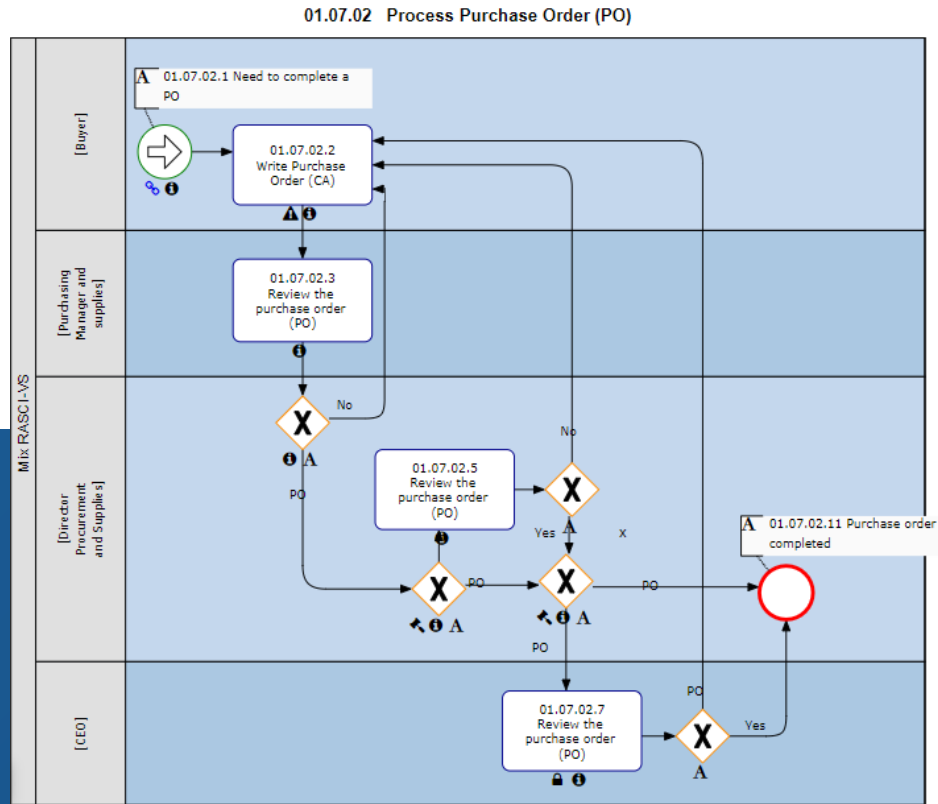 01.07.02 Process Purchase Order (PO)
Mix RASCI-VS
[Buyer]
A 01.07.02.1 Need to complete a
PO
01.07.02.2
Write Purchase
Order (CA)
[Purchasing
Manager and
supplies]
01.07.02.3
Review the
purchase order
(PO)
[Director
Procurement
and Supplies]
X
No
A
PO
01.07.02.5
Review the
purchase order
(PO)
No
X
A
Yes
x
X
PO
A
X
PO
A
PO
A 01.07.02.11 Purchase order
completed
[CEO]
01.07.02.7
Review the
purchase order
(PO)
PO
X
Yes
A